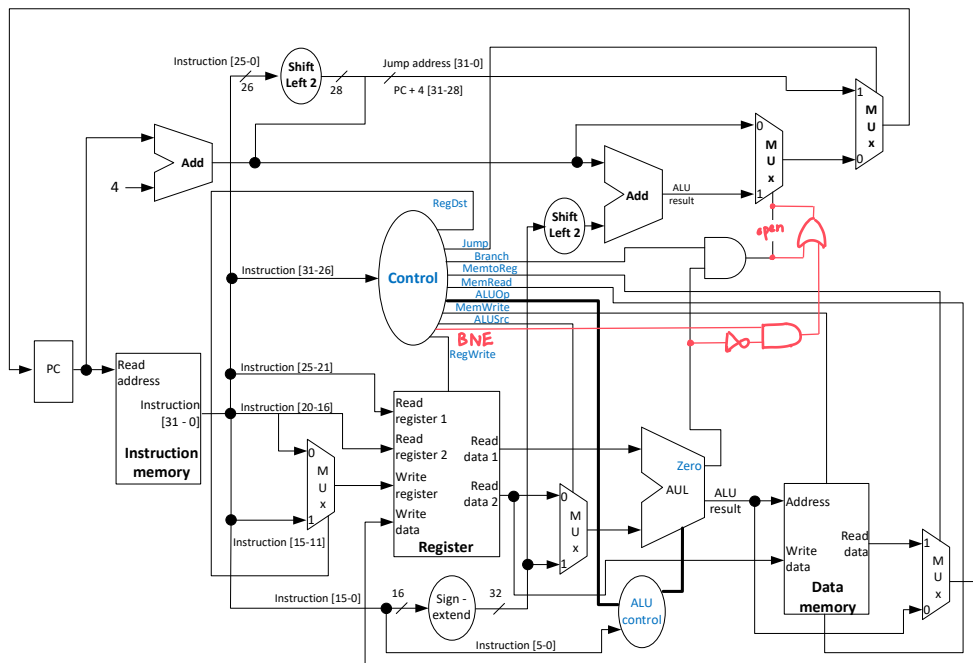 Instruction [25-0]
26
Shift
Left 2
28
Jump address [31-0]
PC + 4 [31-28]
1
M
U
x
0
4
Add
Add
ALU
result
0
M
U
x
1
Shift
Left 2
open
RegDst
Jump
Branch
MemtoReg
MemRead
ALUOp
MemWrite
ALUSrc
BNE
RegWrite
Control
Instruction [31-26]
PC
Read
address
Instruction
[31 - 0]
Instruction
memory
Instruction [25-21]
Instruction [20-16]
0
M
U
x
1
Instruction [15-11]
Read
register 1
Read
register 2
Write
register
Write
data
Read
data 1
Read
data 2
Register
0
M
U
x
1
Zero
AUL
ALU
result
Address
Write
data
Read
data
Data
memory
1
M
U
x
0
Instruction [15-0]
16
Sign -
extend
32
ALU
control
Instruction [5-0]